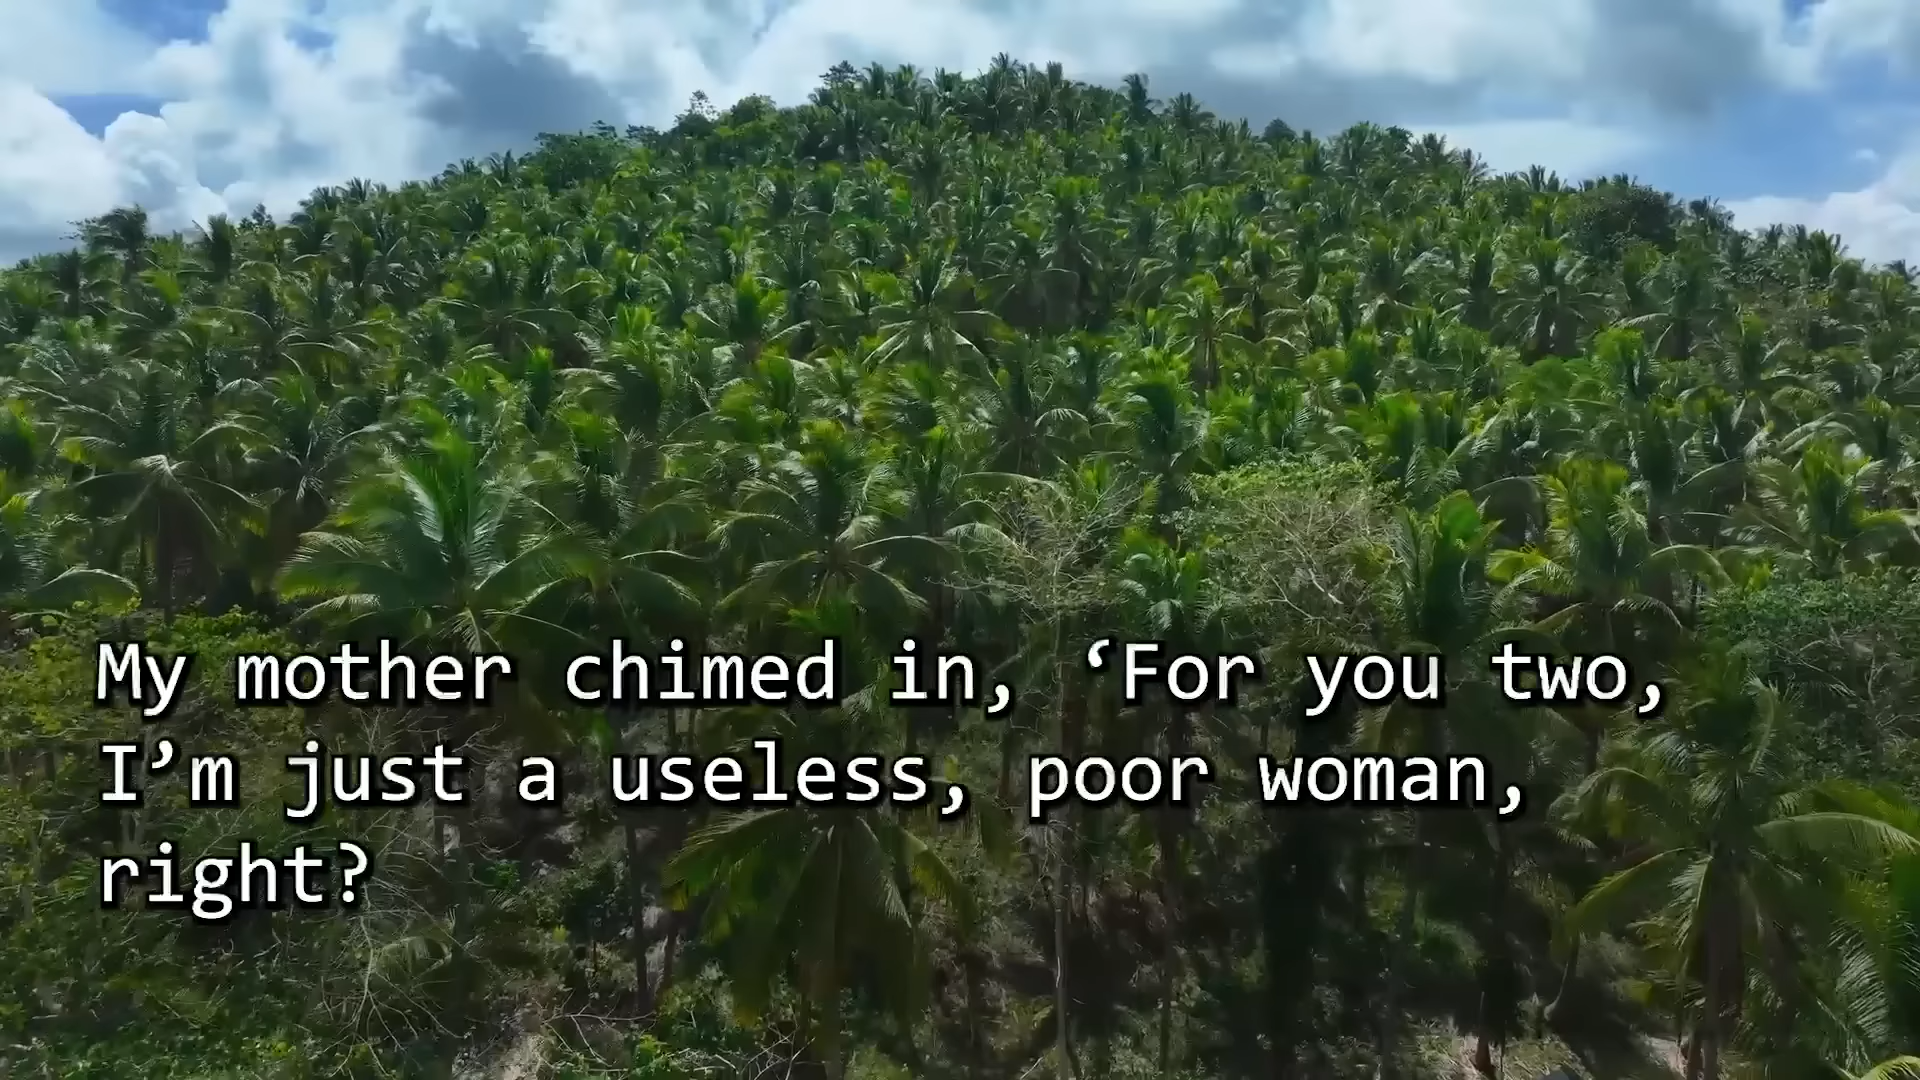 My mother chimed in, ‘For you two,
I’m just a useless, poor woman,
right?